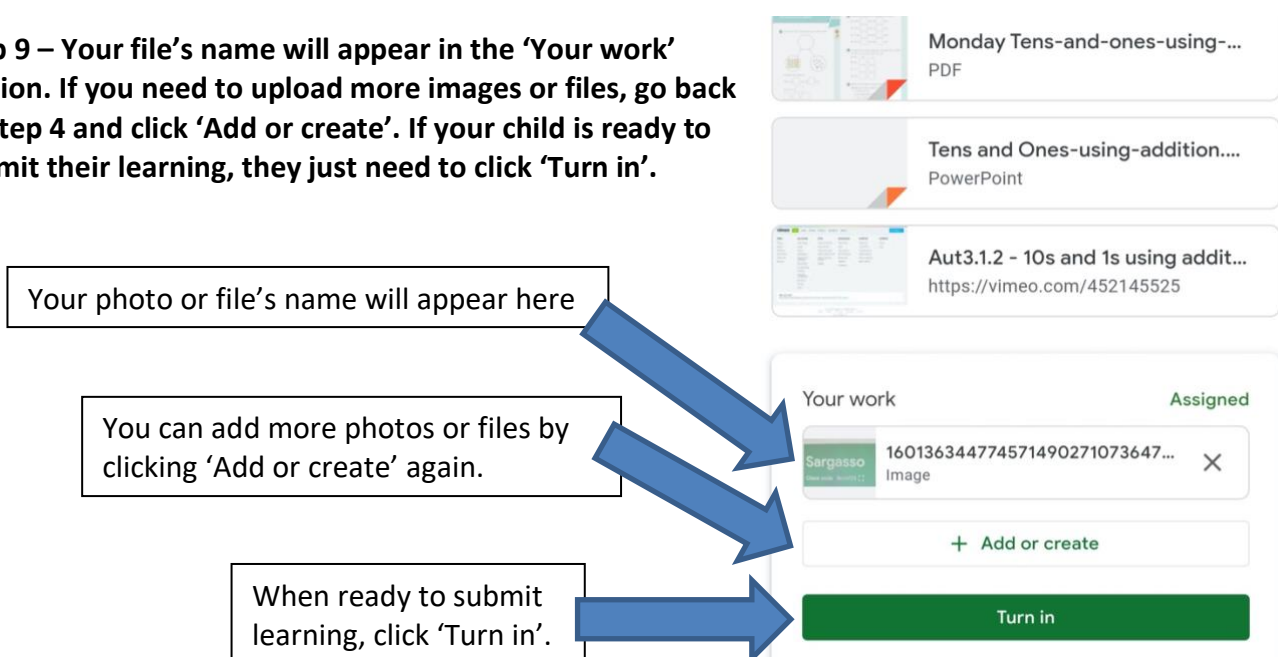 p 9 – Your file's name will appear in the 'Your work'
ion. If you need to upload more images or files, go back
tep 4 and click 'Add or create'. If your child is ready to
mit their learning, they just need to click 'Turn in'.
Your photo or file's name will appear here
You can add more photos or files by
clicking 'Add or create' again.
When ready to submit
learning, click 'Turn in'.
Monday Tens-and-ones-using-...
PDF
Tens and Ones-using-addition....
PowerPoint
Aut3.1.2 - 10s and 1s using addit...
https://vimeo.com/452145525
Your work
Assigned
Sargasso
160136344774571490271073647...
Image
+ Add or create
Turn in